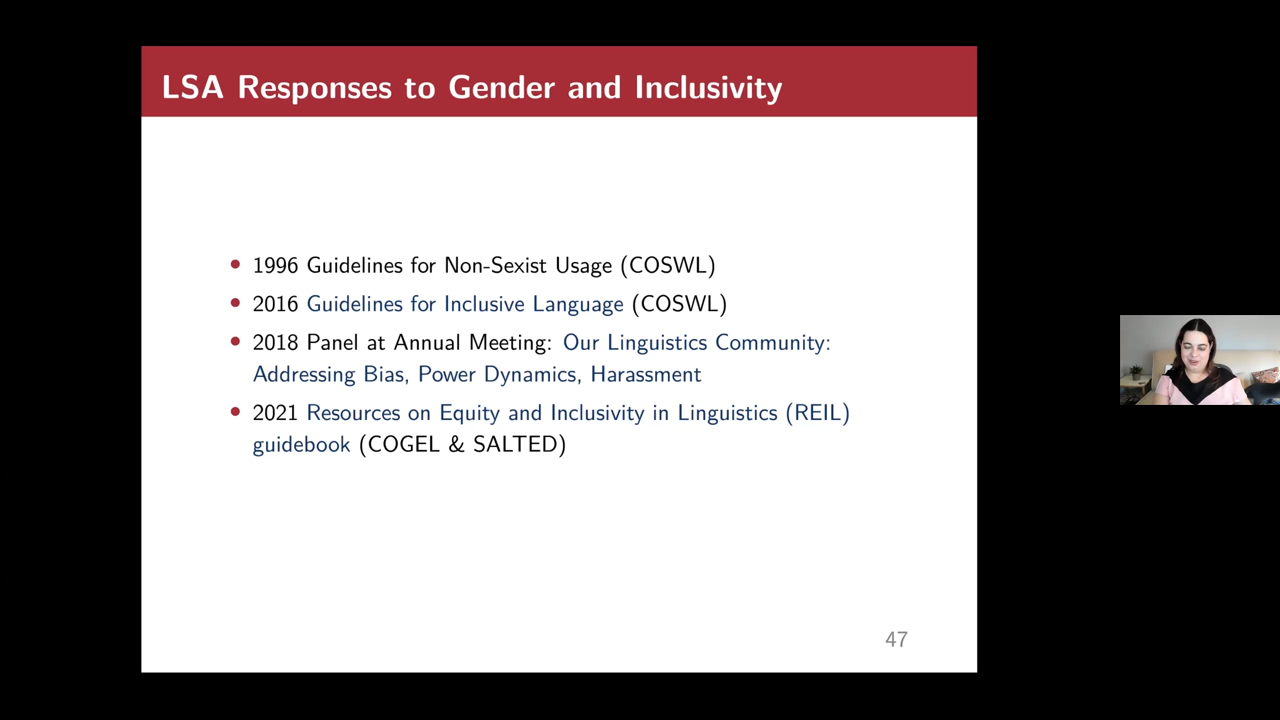 LSA Responses to Gender and Inclusivity
• 1996 Guidelines for Non-Sexist Usage (COSWL)
• 2016 Guidelines for Inclusive Language (COSWL)
• 2018 Panel at Annual Meeting: Our Linguistics Community:
Addressing Bias, Power Dynamics, Harassment
• 2021 Resources on Equity and Inclusivity in Linguistics (REIL)
guidebook (COGEL & SALTED)
47